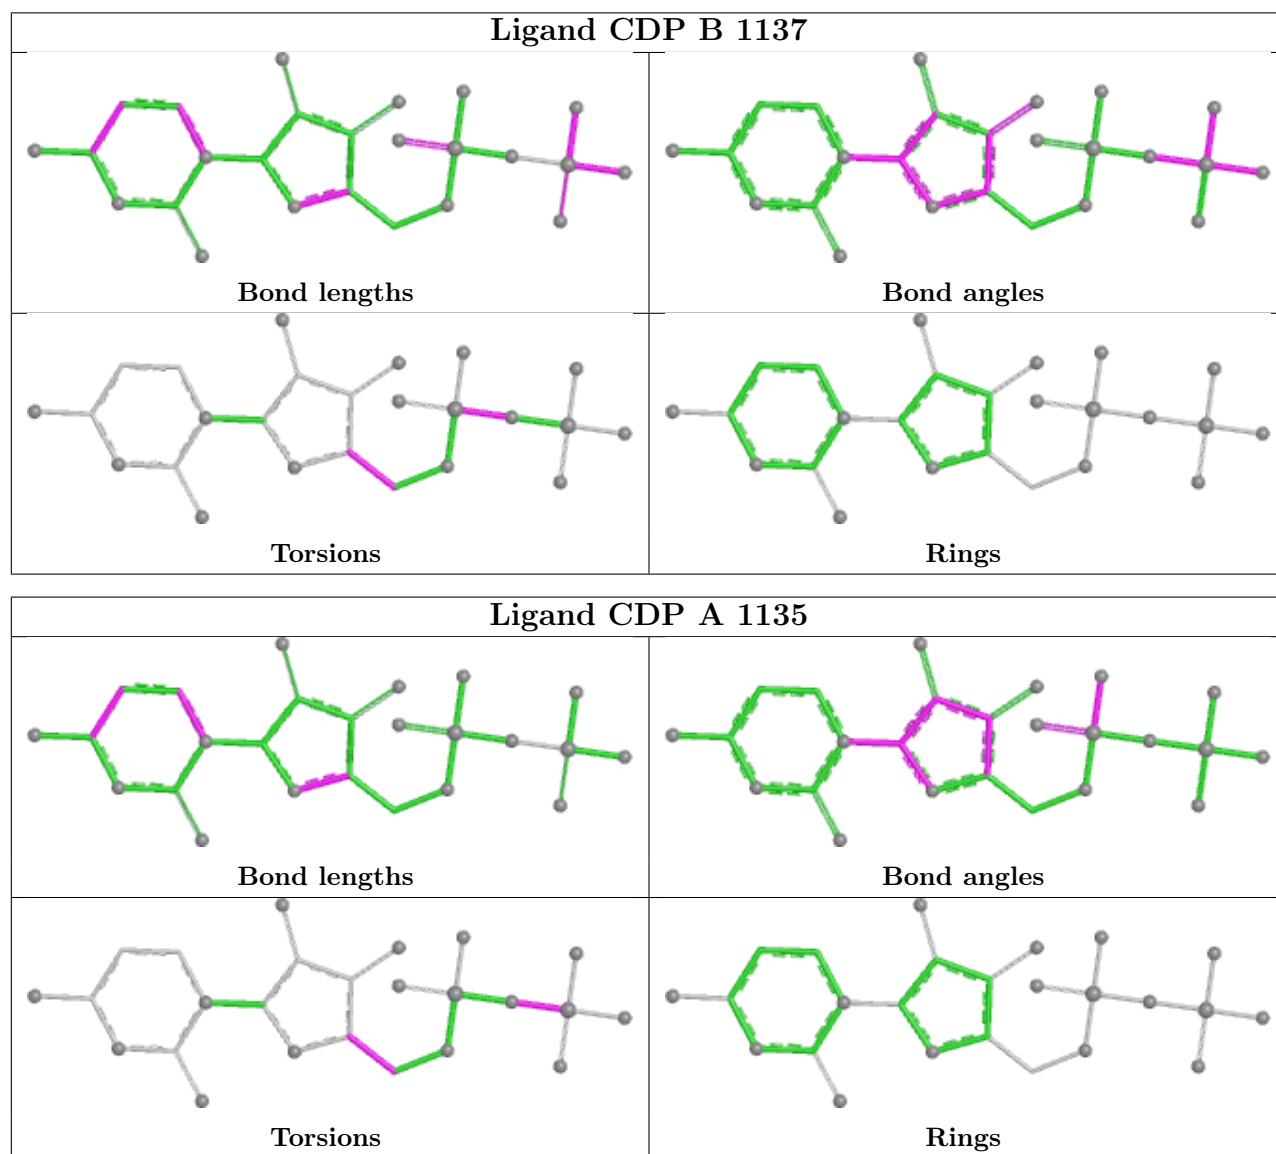 Ligand CDP B 1137
Bond lengths
Bond angles
Torsions
Rings
Ligand CDP A 1135
Bond lengths
Bond angles
Torsions
Rings